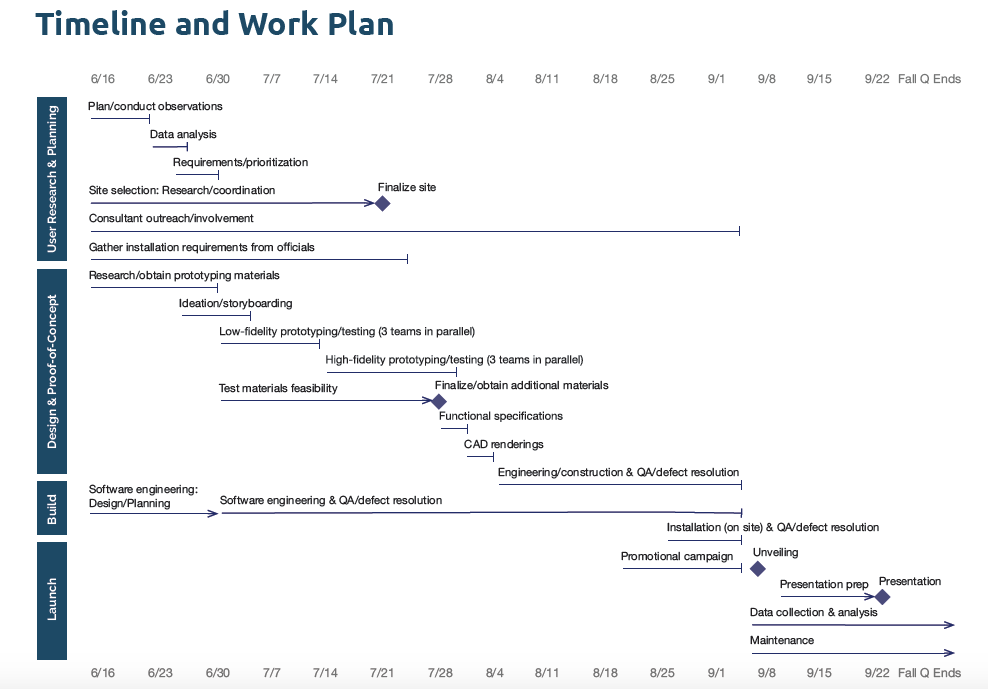 Timeline and Work Plan
6/16 6/23 6/30 7/7 7/14 7/21 7/28 8/4 8/11 8/18 8/25 9/1 9/8 9/15 9/22 Fall Q Ends
User Research & Planning
Plan/conduct observations
Data analysis
Requirements/prioritization
Site selection: Research/coordination
Finalize site
Consultant outreach/involvement
Gather installation requirements from officials
Design & Proof-of-Concept
Research/obtain prototyping materials
Ideation/storyboarding
Low-fidelity prototyping/testing (3 teams in parallel)
High-fidelity prototyping/testing (3 teams in parallel)
Test materials feasibility
Finalize/obtain additional materials
Functional specifications
CAD renderings
Engineering/construction & QA/defect resolution
Build
Software engineering:
Design/Planning
Software engineering & QA/defect resolution
Installation (on site) & QA/defect resolution
Launch
Promotional campaign
Unveiling
Presentation prep
Presentation
Data collection & analysis
Maintenance
6/16 6/23 6/30 7/7 7/14 7/21 7/28 8/4 8/11 8/18 8/25 9/1 9/8 9/15 9/22 Fall Q Ends